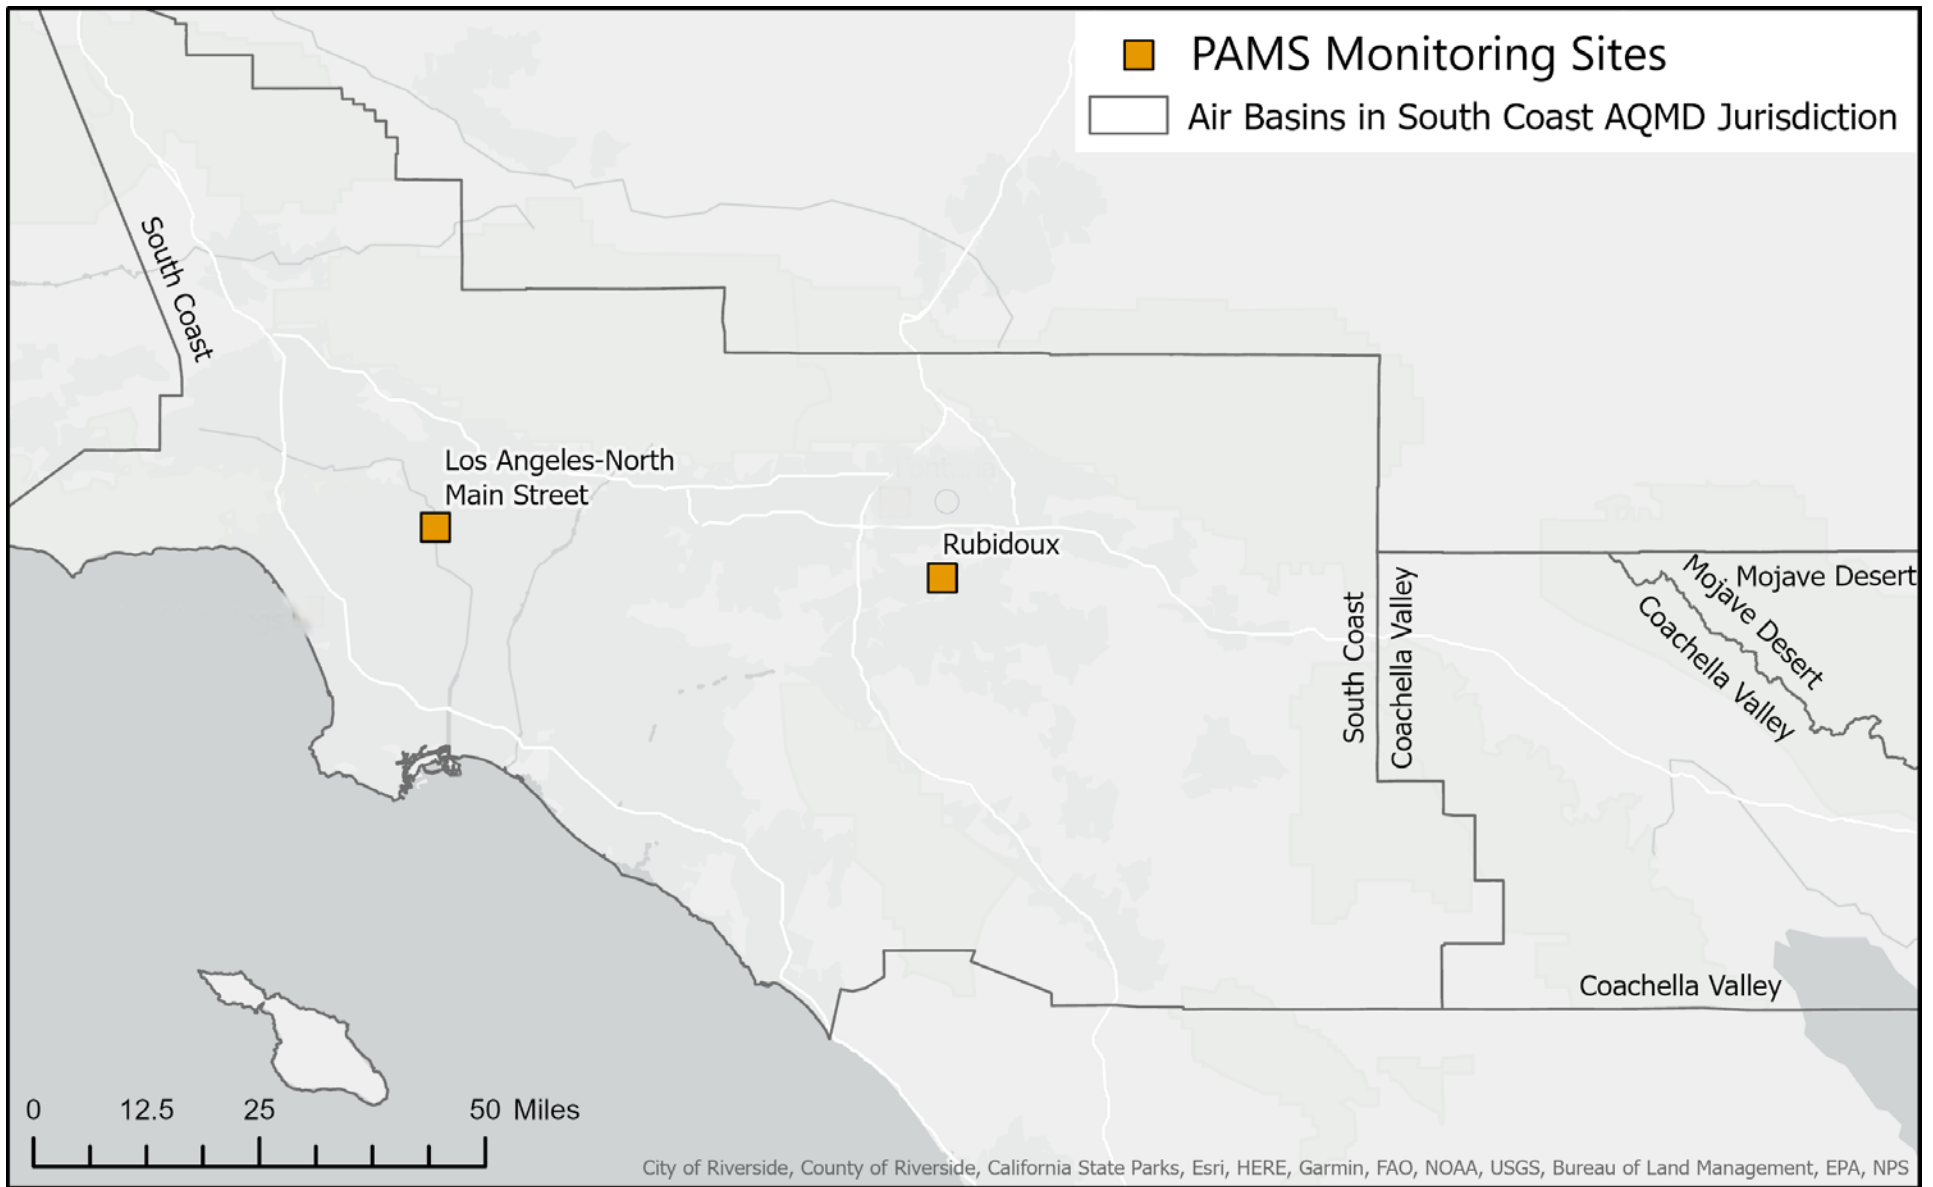 PAMS Monitoring Sites
Air Basins in South Coast AQMD Jurisdiction
South Coast
Los Angeles-North
Main Street
Rubidoux
South Coast
Coachella Valley
Mojave Desert
Mojave Desert
Coachella Valley
Coachella Valley
0 12.5 25 50 Miles
City of Riverside, County of Riverside, California State Parks, Esri, HERE, Garmin, FAO, NOAA, USGS, Bureau of Land Management, EPA, NPS